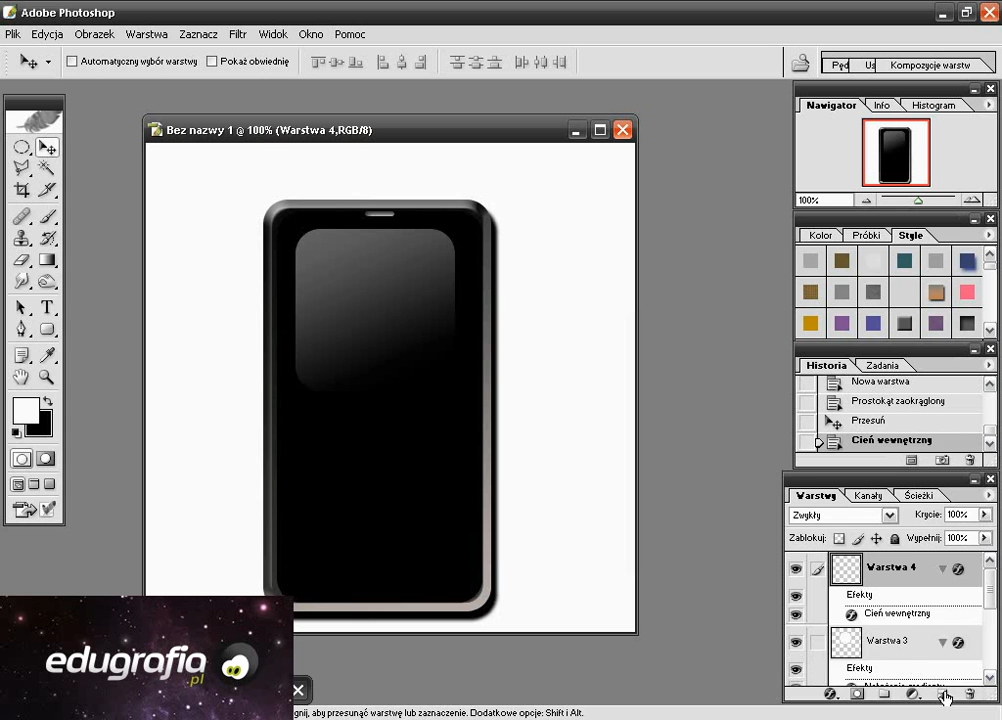 Adobe Photoshop
Plik Edycja Obrazek Warstwa Zaznacz Filtr Widok Okno Pomoc
Automatyczny wybór warstwy Pokaż obwiednię
Pęd Us Kompozycje warstw
Bez nazwy 1 @ 100% (Warstwa 4,RGB/8)
Nawigator Info Histogram
100%
Kolor Próbki Style
Historia Zadania
Nowa warstwa
Prostokąt zaokrąglony
Przesuń
Cień wewnętrzny
Warstwy Kanały Ścieżki
Zwykły Krycie: 100%
Zablokuj: Wypełnij: 100%
Warstwa 4
Efekty
Cień wewnętrzny
Warstwa 3
Efekty
edugrafia
.pl
gnij, aby przesunąć warstwę lub zaznaczenie. Dodatkowe opcje: Shift i Alt.